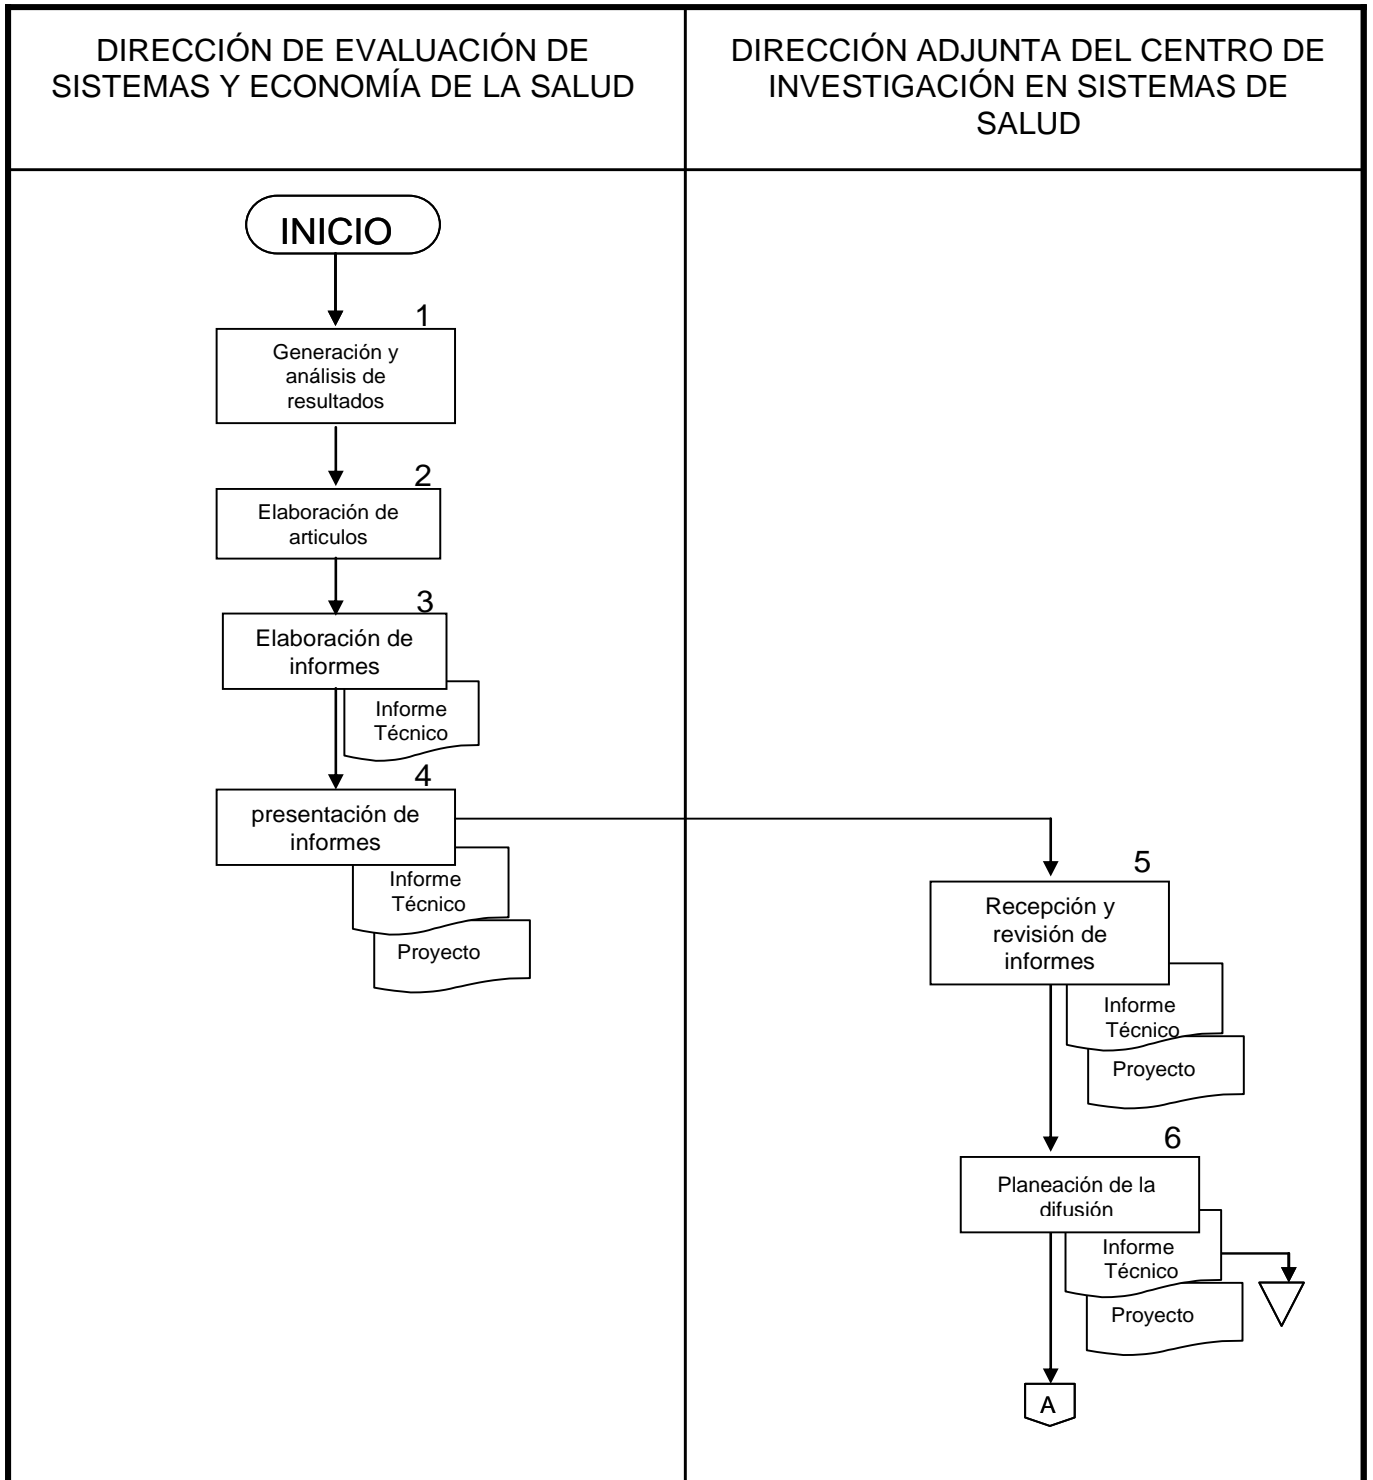 DIRECCIÓN DE EVALUACIÓN DE
SISTEMAS Y ECONOMÍA DE LA SALUD
DIRECCIÓN ADJUNTA DEL CENTRO DE
INVESTIGACIÓN EN SISTEMAS DE
SALUD
INICIO
1
Generación y
análisis de
resultados
2
Elaboración de
articulos
3
Elaboración de
informes
Informe
Técnico
4
presentación de
informes
Informe
Técnico
Proyecto
5
Recepción y
revisión de
informes
Informe
Técnico
Proyecto
6
Planeación de la
difusión
Informe
Técnico
Proyecto
A